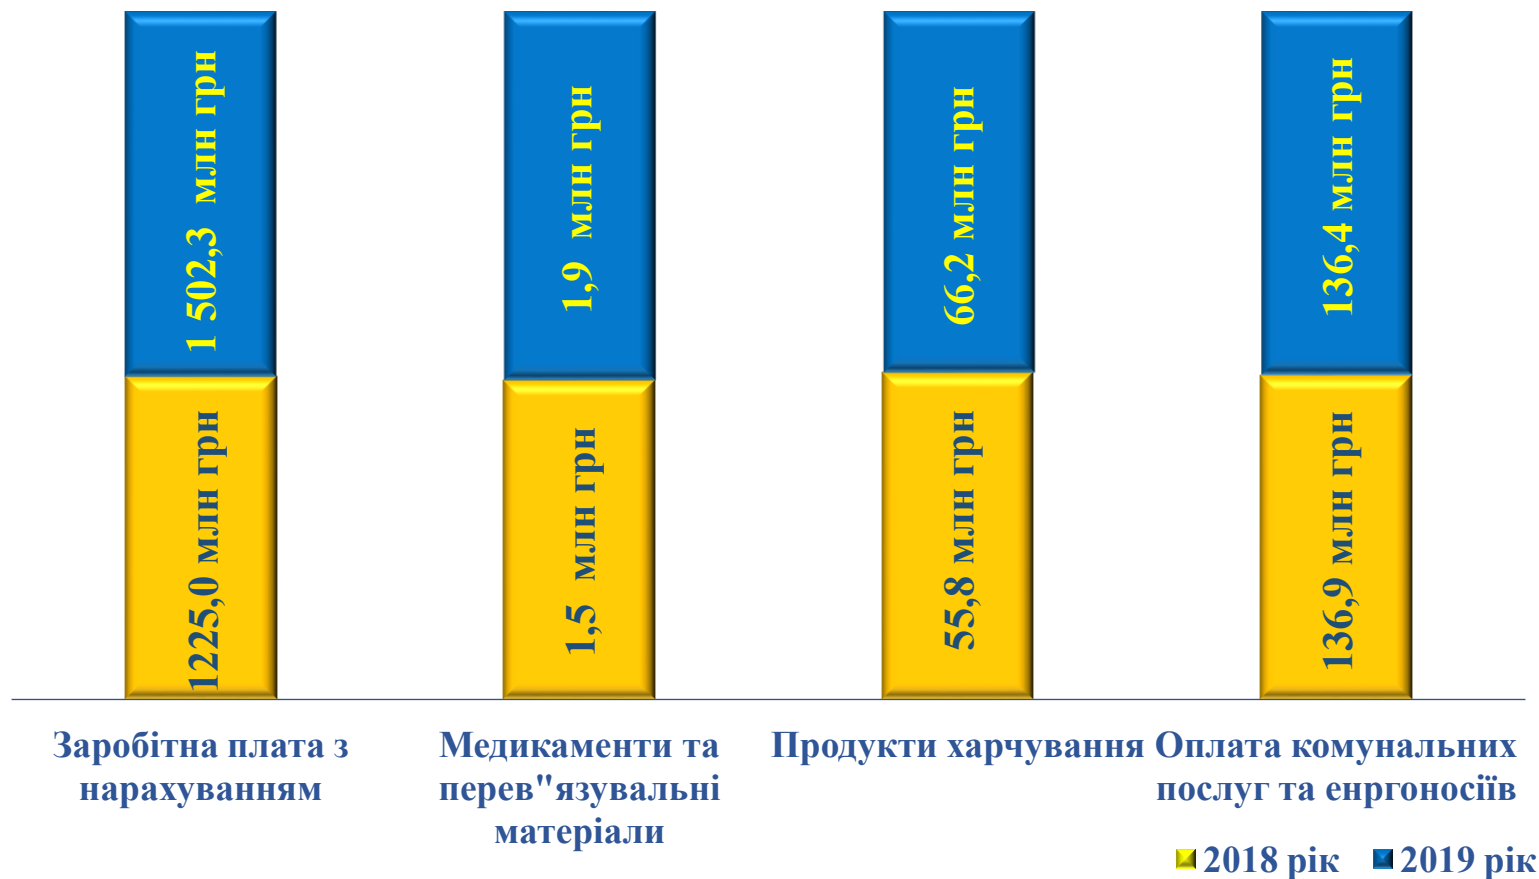 1 502,3 млн грн
1,9 млн грн
66,2 млн грн
136,4 млн грн
1225,0 млн грн
1,5 млн грн
55,8 млн грн
136,9 млн грн
Заробітна плата з
нарахуванням
Медикаменти та
перев"язувальні
матеріали
Продукти харчування
Оплата комунальних
послуг та енргоносіїв
2018 рік
2019 рік